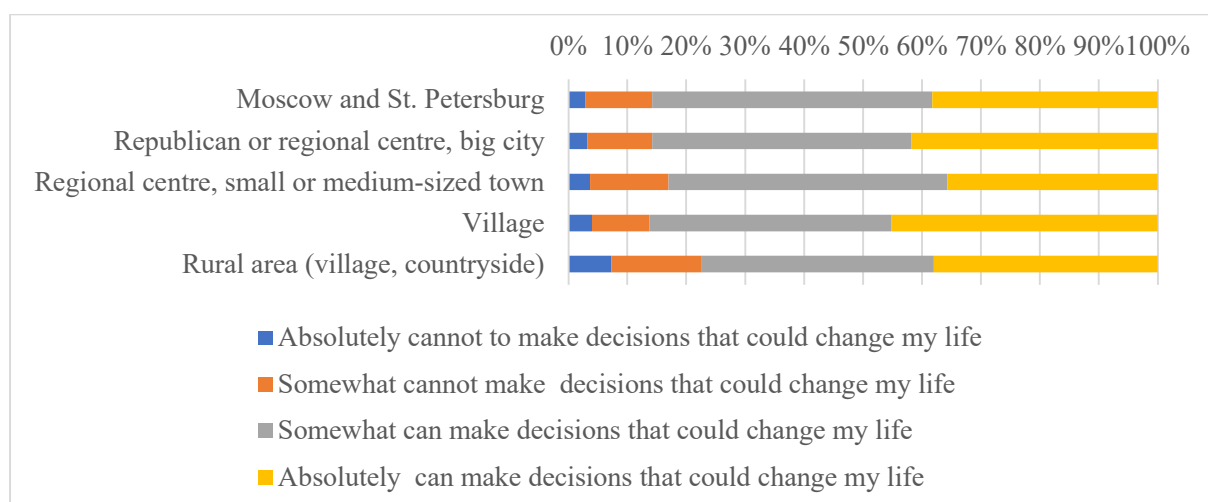 0% 10% 20% 30% 40% 50% 60% 70% 80% 90%100%
Moscow and St. Petersburg
Republican or regional centre, big city
Regional centre, small or medium-sized town
Village
Rural area (village, countryside)
Absolutely cannot to make decisions that could change my life
Somewhat cannot make  decisions that could change my life
Somewhat can make decisions that could change my life
Absolutely  can make decisions that could change my life